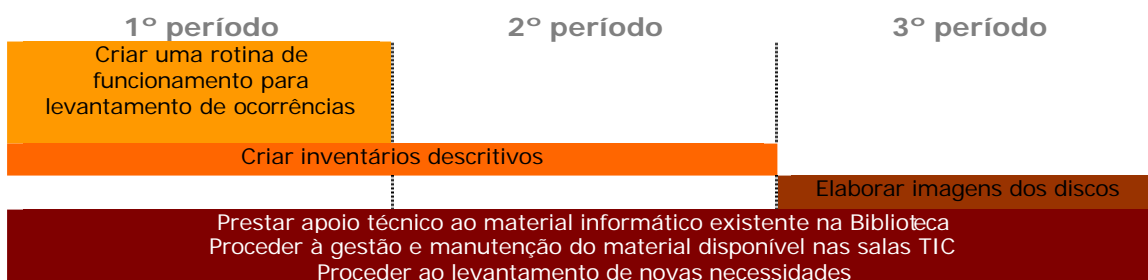 1º período 2º período 3º período
Criar uma rotina de
funcionamento para
levantamento de ocorrências
Criar inventários descritivos
Elaborar imagens dos discos
Prestar apoio técnico ao material informático existente na Biblioteca
Proceder à gestão e manutenção do material disponível nas salas TIC
Proceder ao levantamento de novas necessidades